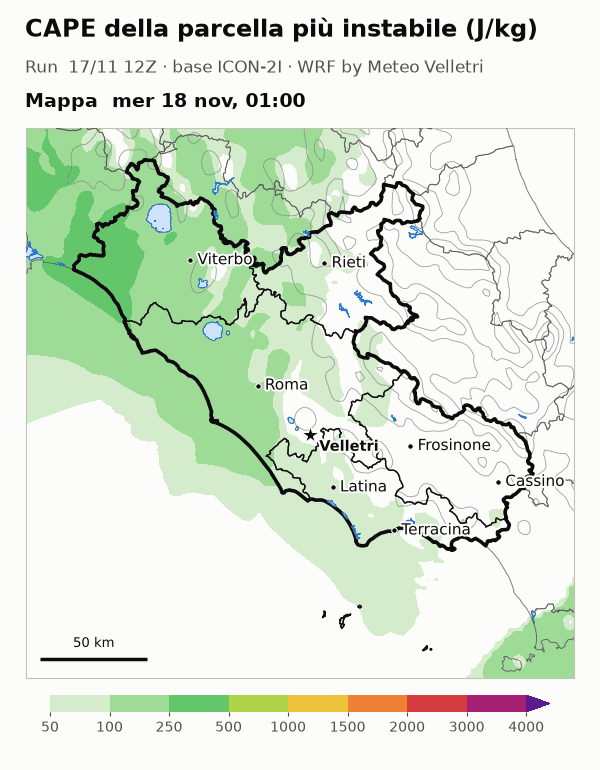 CAPE della parcella più instabile (J/kg)
Run  17/11 12Z · base ICON-2I · WRF by Meteo Velletri
Mappa  mer 18 nov, 01:00
Viterbo
Rieti
Roma
Velletri
Frosinone
Cassino
Latina
Terracina
50 km
50 100 250 500 1000 1500 2000 3000 4000